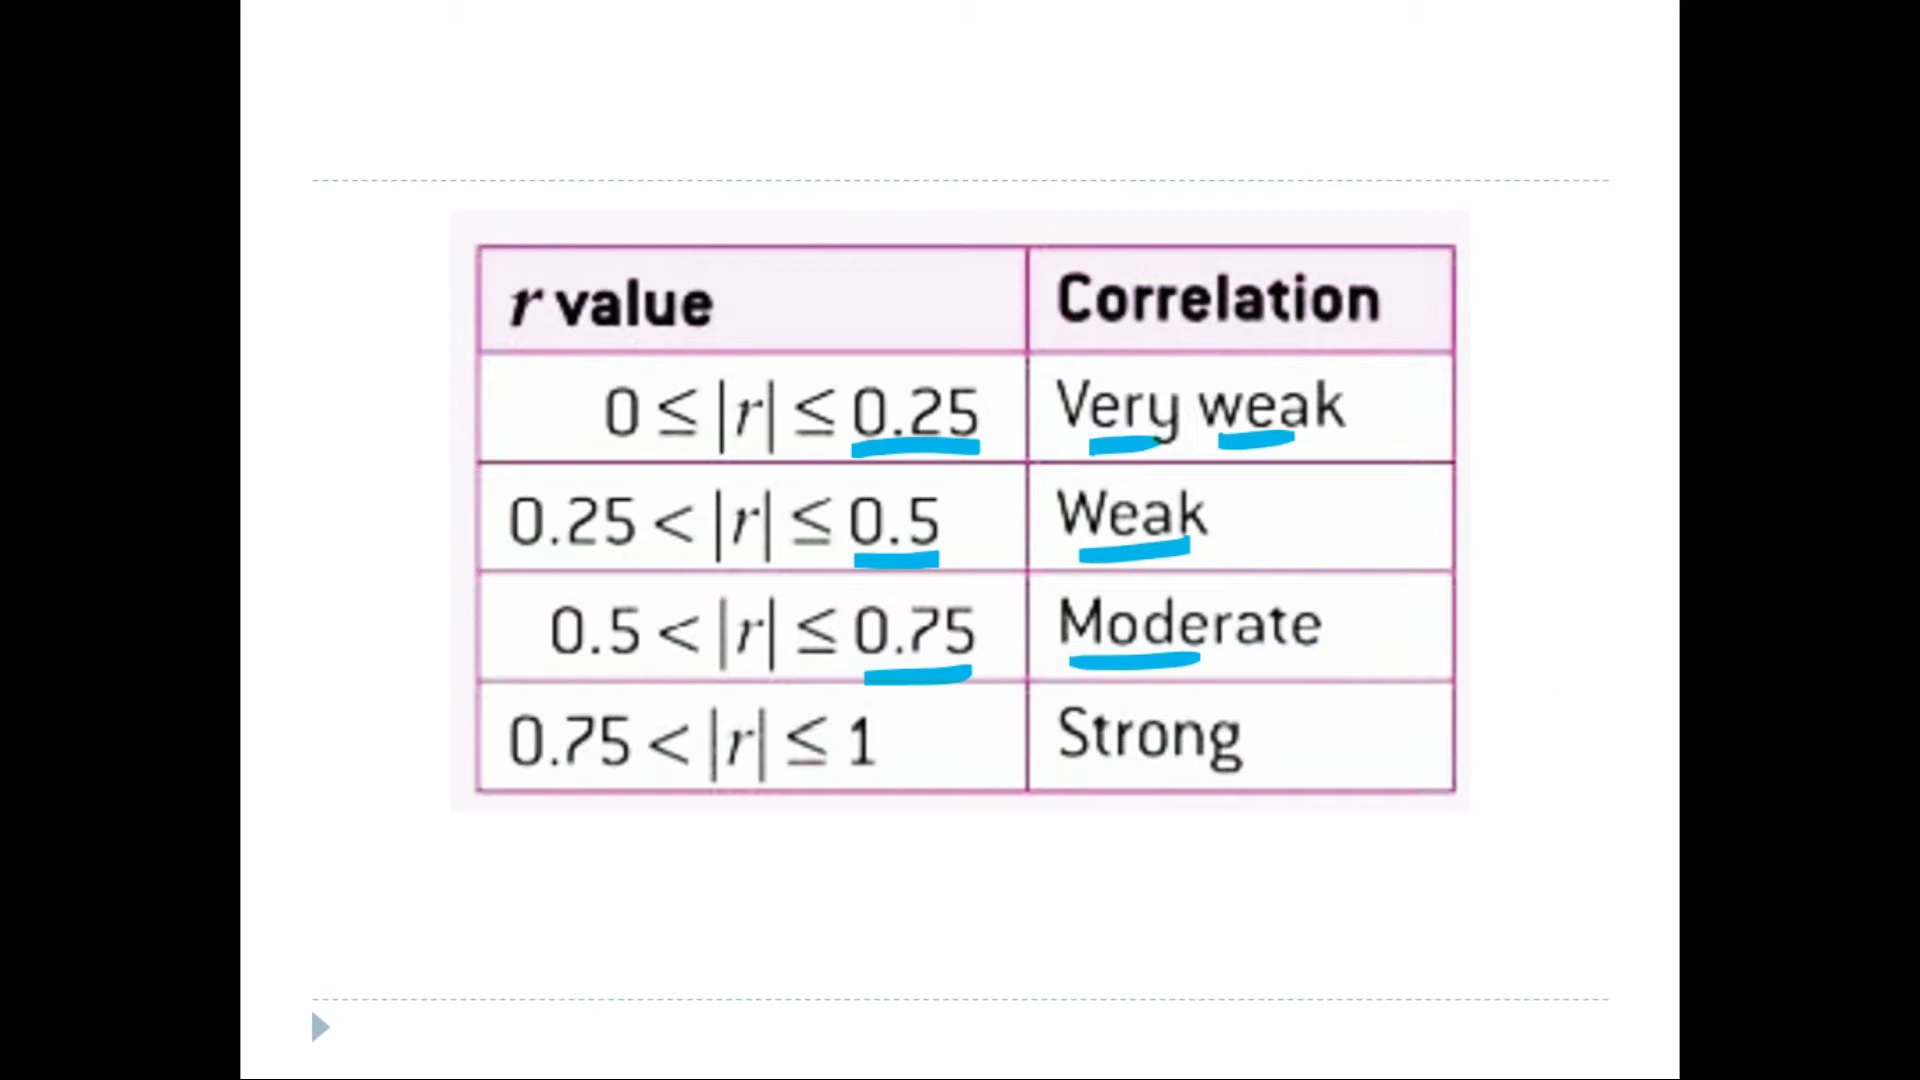 r value Correlation
0 ≤ |r| ≤ 0.25 Very weak
0.25 < |r| ≤ 0.5 Weak
0.5 < |r| ≤ 0.75 Moderate
0.75 < |r| ≤ 1 Strong